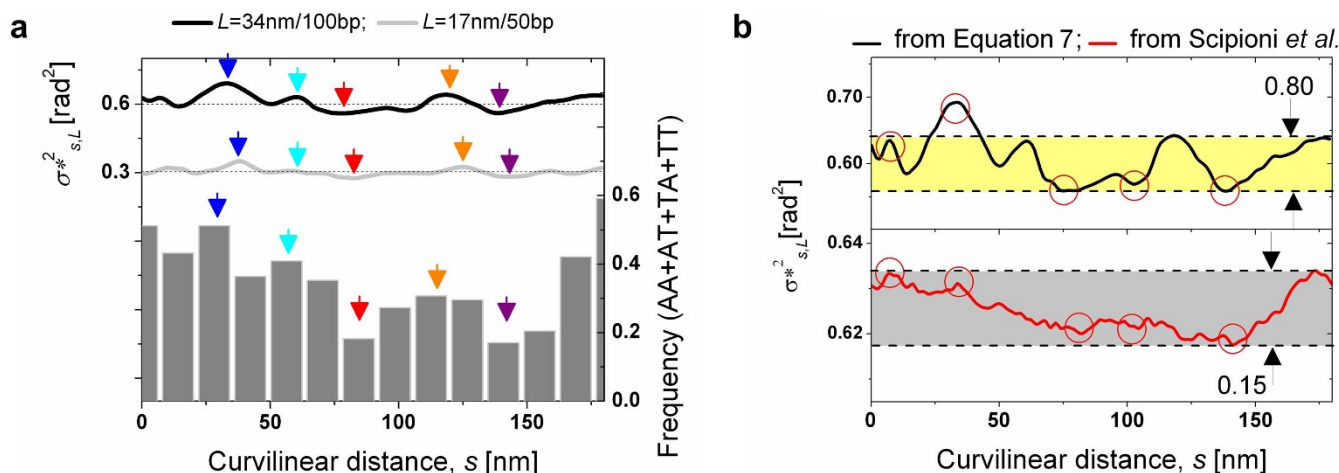 a
L=34nm/100bp; L=17nm/50bp
σ*²s,L [rad²]
0.6
0.3
0.6
0.4
0.2
0.0
Frequency (AA+AT+TA+TT)
0 50 100 150
Curvilinear distance, s [nm]
b
from Equation 7; from Scipioni et al.
σ*²s,L [rad²]
0.70
0.60
0.80
0.64
0.62
0.15
0 50 100 150
Curvilinear distance, s [nm]